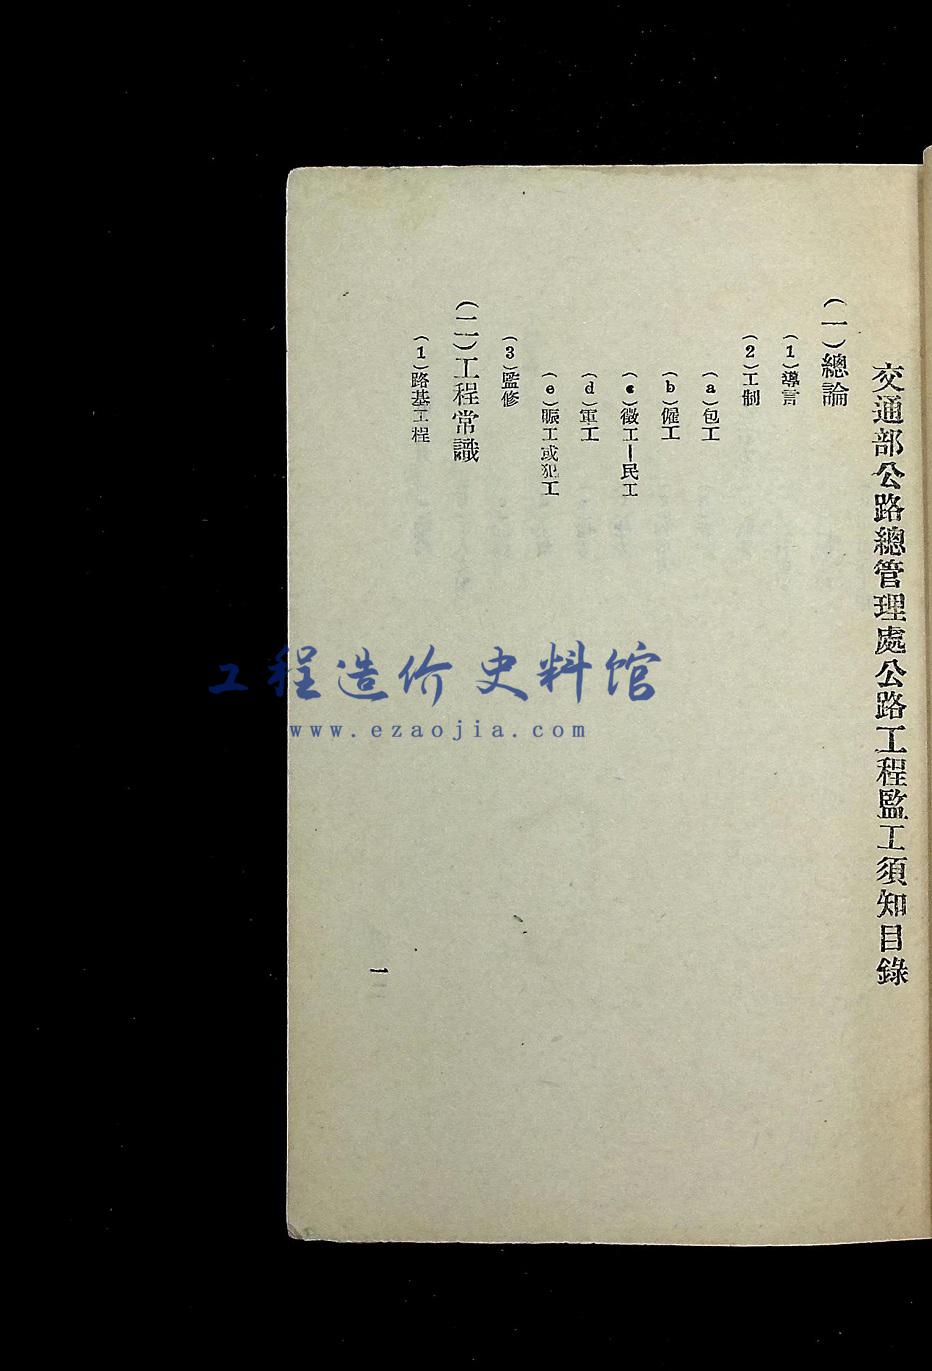 交通部公路總管理處公路工程監工須知目錄
(一)總論
(1)導言
(2)工制
(a)包工
(b)僱工
(c)徵工—民工
(d)軍工
(e)賑工或犯工
(3)監修
(二)工程常識
(1)路基工程
一
工程造价史料馆
www.ezaojia.com